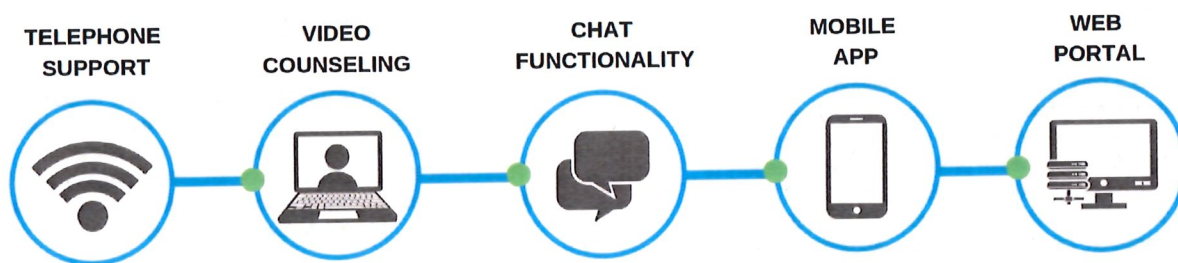 TELEPHONE
SUPPORT
VIDEO
COUNSELING
CHAT
FUNCTIONALITY
MOBILE
APP
WEB
PORTAL